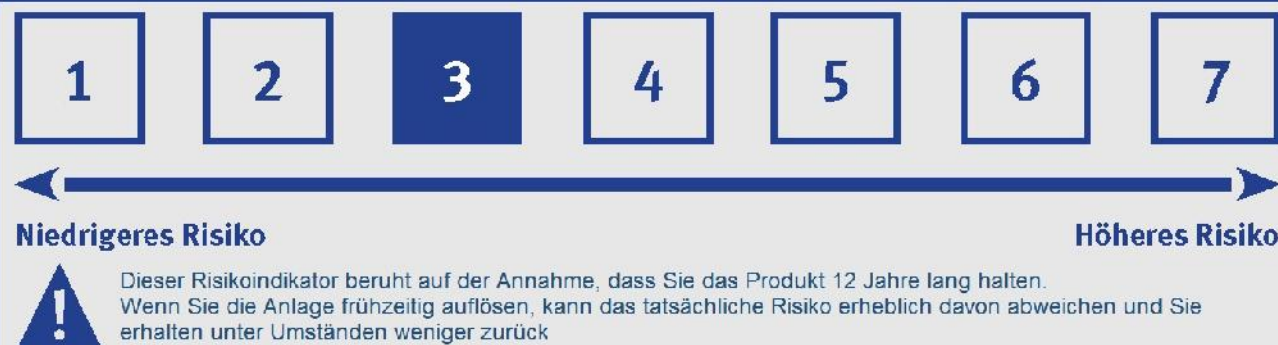 1 2 3 4 5 6 7
Niedrigeres Risiko Höheres Risiko
!
Dieser Risikoindikator beruht auf der Annahme, dass Sie das Produkt 12 Jahre lang halten.
Wenn Sie die Anlage frühzeitig auflösen, kann das tatsächliche Risiko erheblich davon abweichen und Sie
erhalten unter Umständen weniger zurück